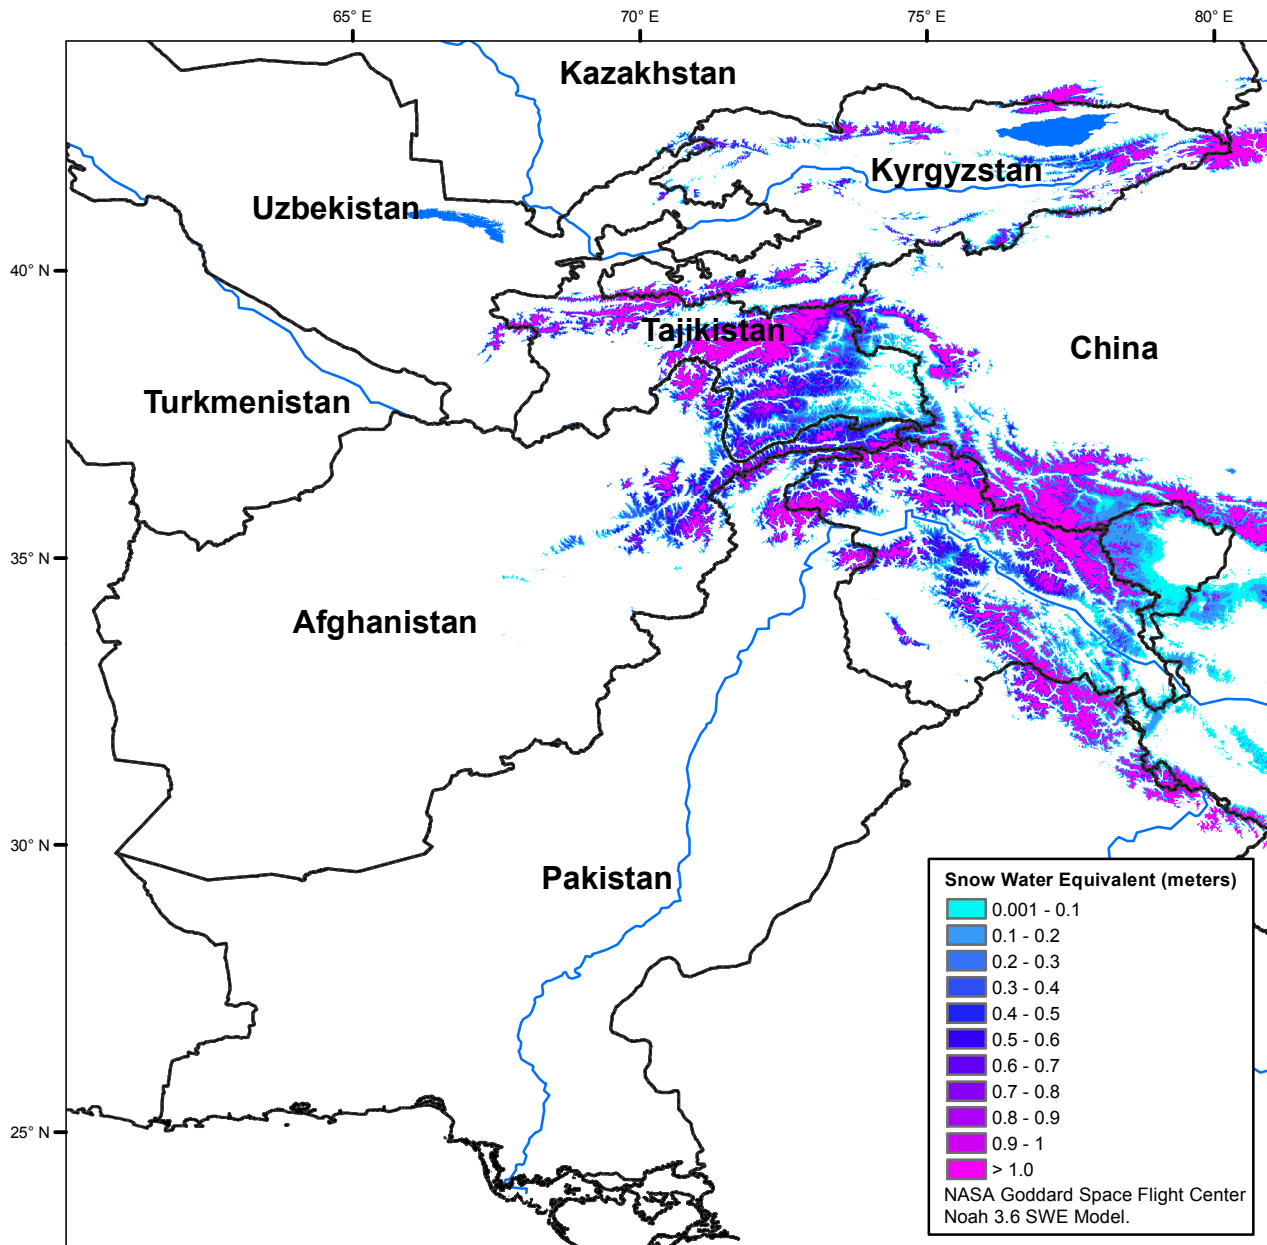 65° E
70° E
75° E
80° E
Kazakhstan
Kyrgyzstan
Uzbekistan
40° N
Tajikistan
China
Turkmenistan
35° N
Afghanistan
30° N
Pakistan
25° N
Snow Water Equivalent (meters)
0.001 - 0.1
0.1 - 0.2
0.2 - 0.3
0.3 - 0.4
0.4 - 0.5
0.5 - 0.6
0.6 - 0.7
0.7 - 0.8
0.8 - 0.9
0.9 - 1
> 1.0
NASA Goddard Space Flight Center
Noah 3.6 SWE Model.